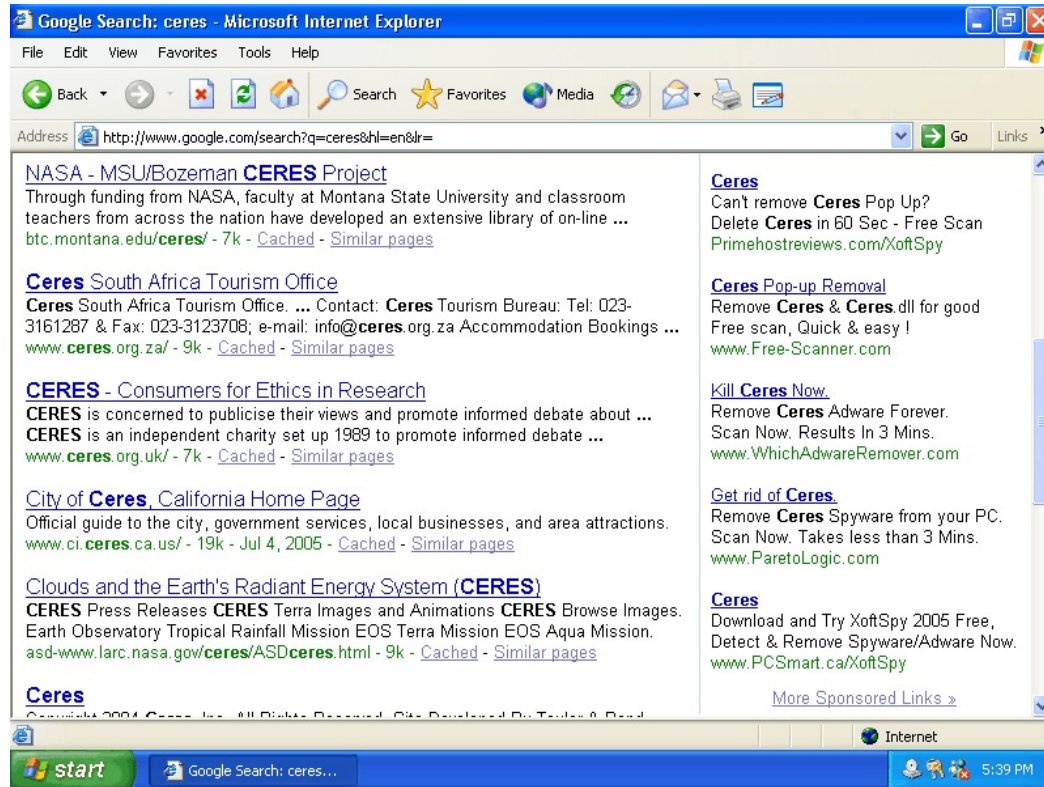 Google Search: ceres - Microsoft Internet Explorer
File Edit View Favorites Tools Help
Back Search Favorites Media
Address http://www.google.com/search?q=ceres&hl=en&lr= Go Links
NASA - MSU/Bozeman CERES Project
Through funding from NASA, faculty at Montana State University and classroom
teachers from across the nation have developed an extensive library of on-line ...
btc.montana.edu/ceres/ - 7k - Cached - Similar pages
Ceres South Africa Tourism Office
Ceres South Africa Tourism Office. ... Contact: Ceres Tourism Bureau: Tel: 023-
3161287 & Fax: 023-3123708; e-mail: info@ceres.org.za Accommodation Bookings ...
www.ceres.org.za/ - 9k - Cached - Similar pages
CERES - Consumers for Ethics in Research
CERES is concerned to publicise their views and promote informed debate about ...
CERES is an independent charity set up 1989 to promote informed debate ...
www.ceres.org.uk/ - 7k - Cached - Similar pages
City of Ceres, California Home Page
Official guide to the city, government services, local businesses, and area attractions.
www.ci.ceres.ca.us/ - 19k - Jul 4, 2005 - Cached - Similar pages
Clouds and the Earth's Radiant Energy System (CERES)
CERES Press Releases CERES Terra Images and Animations CERES Browse Images.
Earth Observatory Tropical Rainfall Mission EOS Terra Mission EOS Aqua Mission.
asd-www.larc.nasa.gov/ceres/ASDceres.html - 9k - Cached - Similar pages
Ceres
Copyright 2004 Ceres, Inc. All Rights Reserved. Site Developed By Taylor & Pond
Ceres
Can't remove Ceres Pop Up?
Delete Ceres in 60 Sec - Free Scan
Primehostreviews.com/XoftSpy
Ceres Pop-up Removal
Remove Ceres & Ceres.dll for good
Free scan, Quick & easy !
www.Free-Scanner.com
Kill Ceres Now.
Remove Ceres Adware Forever.
Scan Now. Results In 3 Mins.
www.WhichAdwareRemover.com
Get rid of Ceres.
Remove Ceres Spyware from your PC.
Scan Now. Takes less than 3 Mins.
www.ParetoLogic.com
Ceres
Download and Try XoftSpy 2005 Free,
Detect & Remove Spyware/Adware Now.
www.PCSmart.ca/XoftSpy
More Sponsored Links »
Internet
start Google Search: ceres... 5:39 PM